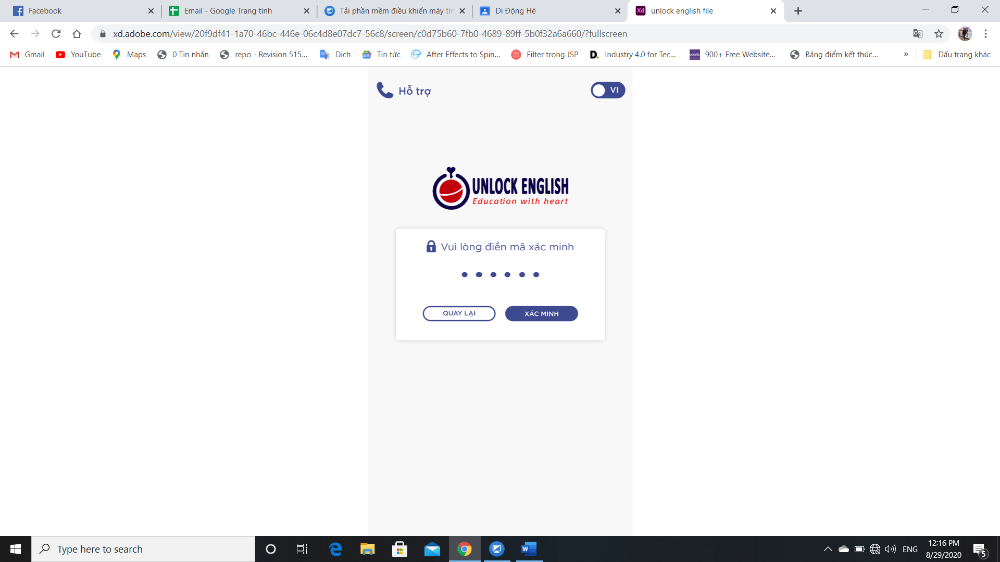 Facebook
Email - Google Trang tính
Tải phần mềm điều khiển máy tín
Di Động Hè
Xd unlock english file
xd.adobe.com/view/20f9df41-1a70-46bc-446e-06c4d8e07dc7-56c8/screen/c0d75b60-7fb0-4689-89ff-5b0f32a6a660/?fullscreen
Gmail
YouTube
Maps
0 Tin nhắn
repo - Revision 515...
Dịch
Tin tức
After Effects to Spin...
Filter trong JSP
D. Industry 4.0 for Tec...
900+ Free Website...
Bảng điểm kết thúc...
»
Dấu trang khác
Hỗ trợ
VI
UNLOCK ENGLISH
Education with heart
Vui lòng điền mã xác minh
QUAY LẠI
XÁC MINH
Type here to search
ENG
12:16 PM
8/29/2020
5